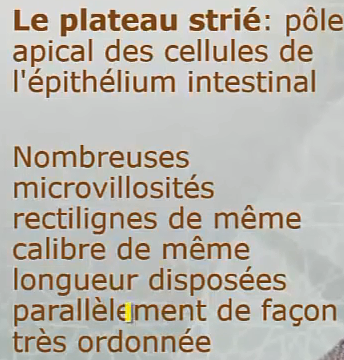 Le plateau strié: pôle
apical des cellules de
l'épithélium intestinal
Nombreuses
microvillosités
rectilignes de même
calibre de même
longueur disposées
parallèlement de façon
très ordonnée